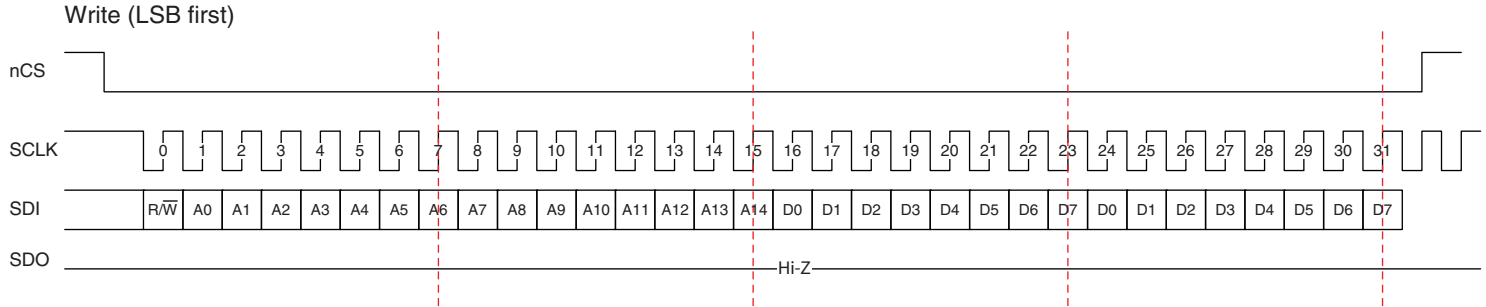 Write (LSB first)
nCS
SCLK 0 1 2 3 4 5 6 7 8 9 10 11 12 13 14 15 16 17 18 19 20 21 22 23 24 25 26 27 28 29 30 31
SDI R/W̅ A0 A1 A2 A3 A4 A5 A6 A7 A8 A9 A10 A11 A12 A13 A14 D0 D1 D2 D3 D4 D5 D6 D7 D0 D1 D2 D3 D4 D5 D6 D7
SDO Hi-Z